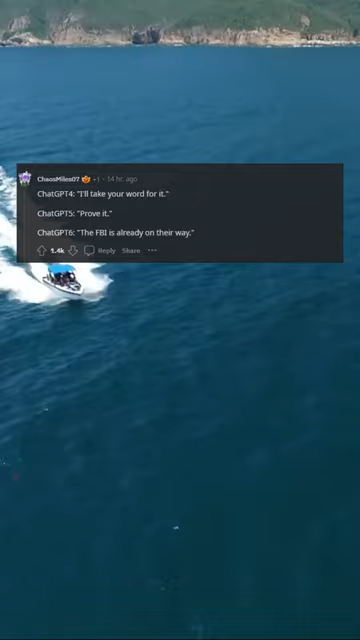 ChaosMiles07 • 14 hr. ago
ChatGPT4: "I'll take your word for it."
ChatGPT5: "Prove it."
ChatGPT6: "The FBI is already on their way."
1.4k Reply Share ···